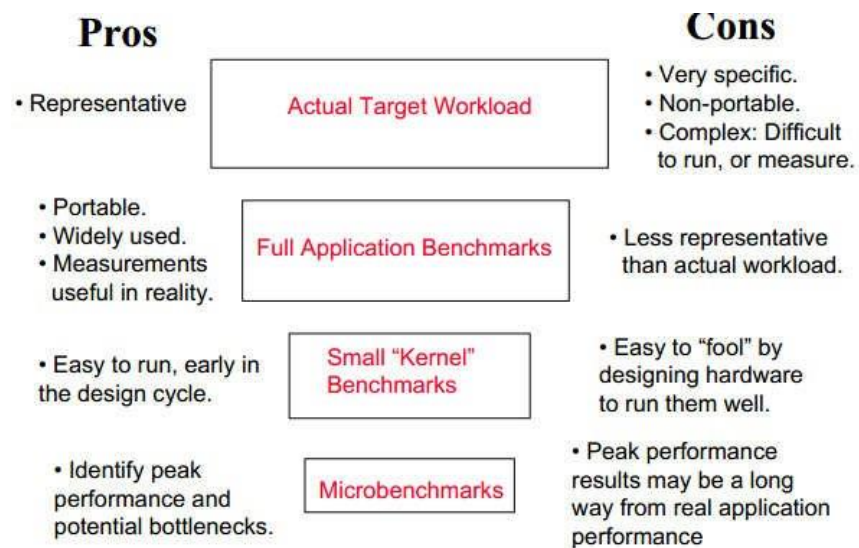 Pros
Cons
• Representative
Actual Target Workload
• Very specific.
• Non-portable.
• Complex: Difficult
to run, or measure.
• Portable.
• Widely used.
• Measurements
useful in reality.
Full Application Benchmarks
• Less representative
than actual workload.
• Easy to run, early in
the design cycle.
Small “Kernel”
Benchmarks
• Easy to “fool” by
designing hardware
to run them well.
• Identify peak
performance and
potential bottlenecks.
Microbenchmarks
• Peak performance
results may be a long
way from real application
performance